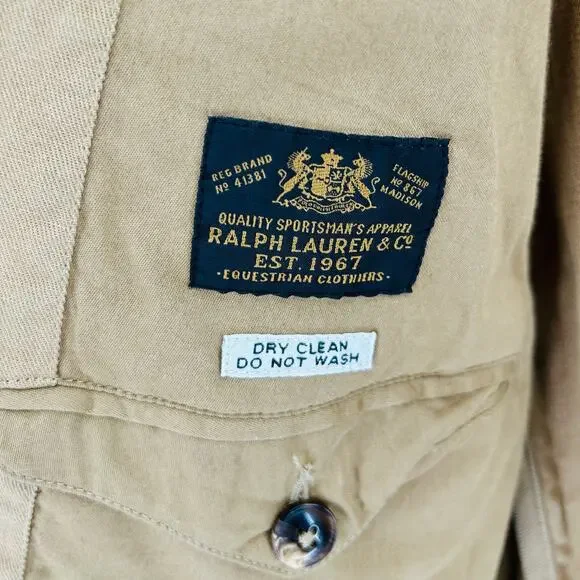 REG BRAND
No 41381
FLAGSHIP
No 867
MADISON
QUALITY SPORTSMAN'S APPAREL
RALPH LAUREN & Co
EST. 1967
·EQUESTRIAN CLOTHIERS·
DRY CLEAN
DO NOT WASH